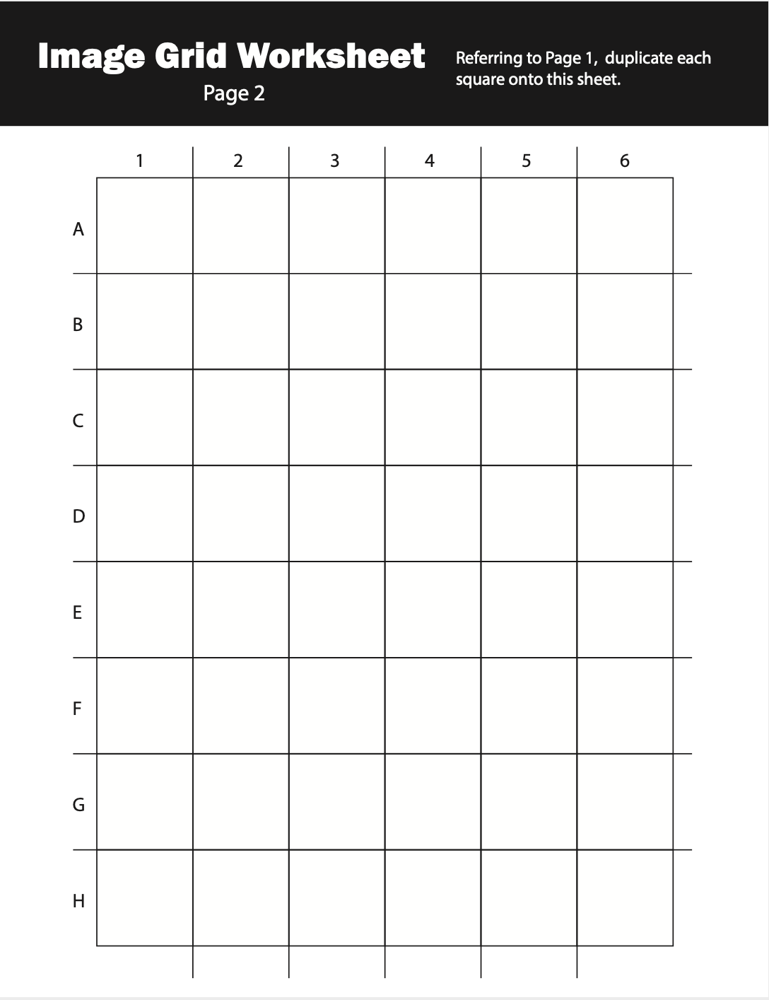 Image Grid Worksheet
Page 2
Referring to Page 1, duplicate each
square onto this sheet.
1 2 3 4 5 6
A
B
C
D
E
F
G
H